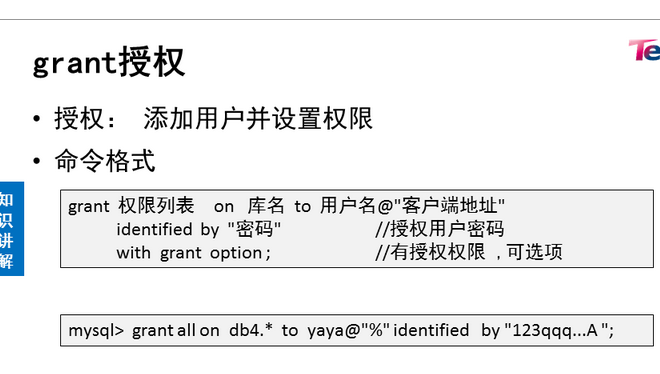 Te
grant授权
• 授权： 添加用户并设置权限
• 命令格式
知
识
讲
解
grant 权限列表 on 库名 to 用户名@"客户端地址"
identified by "密码" //授权用户密码
with grant option; //有授权权限 ,可选项
mysql> grant all on db4.* to yaya@"%" identified by "123qqq...A ";